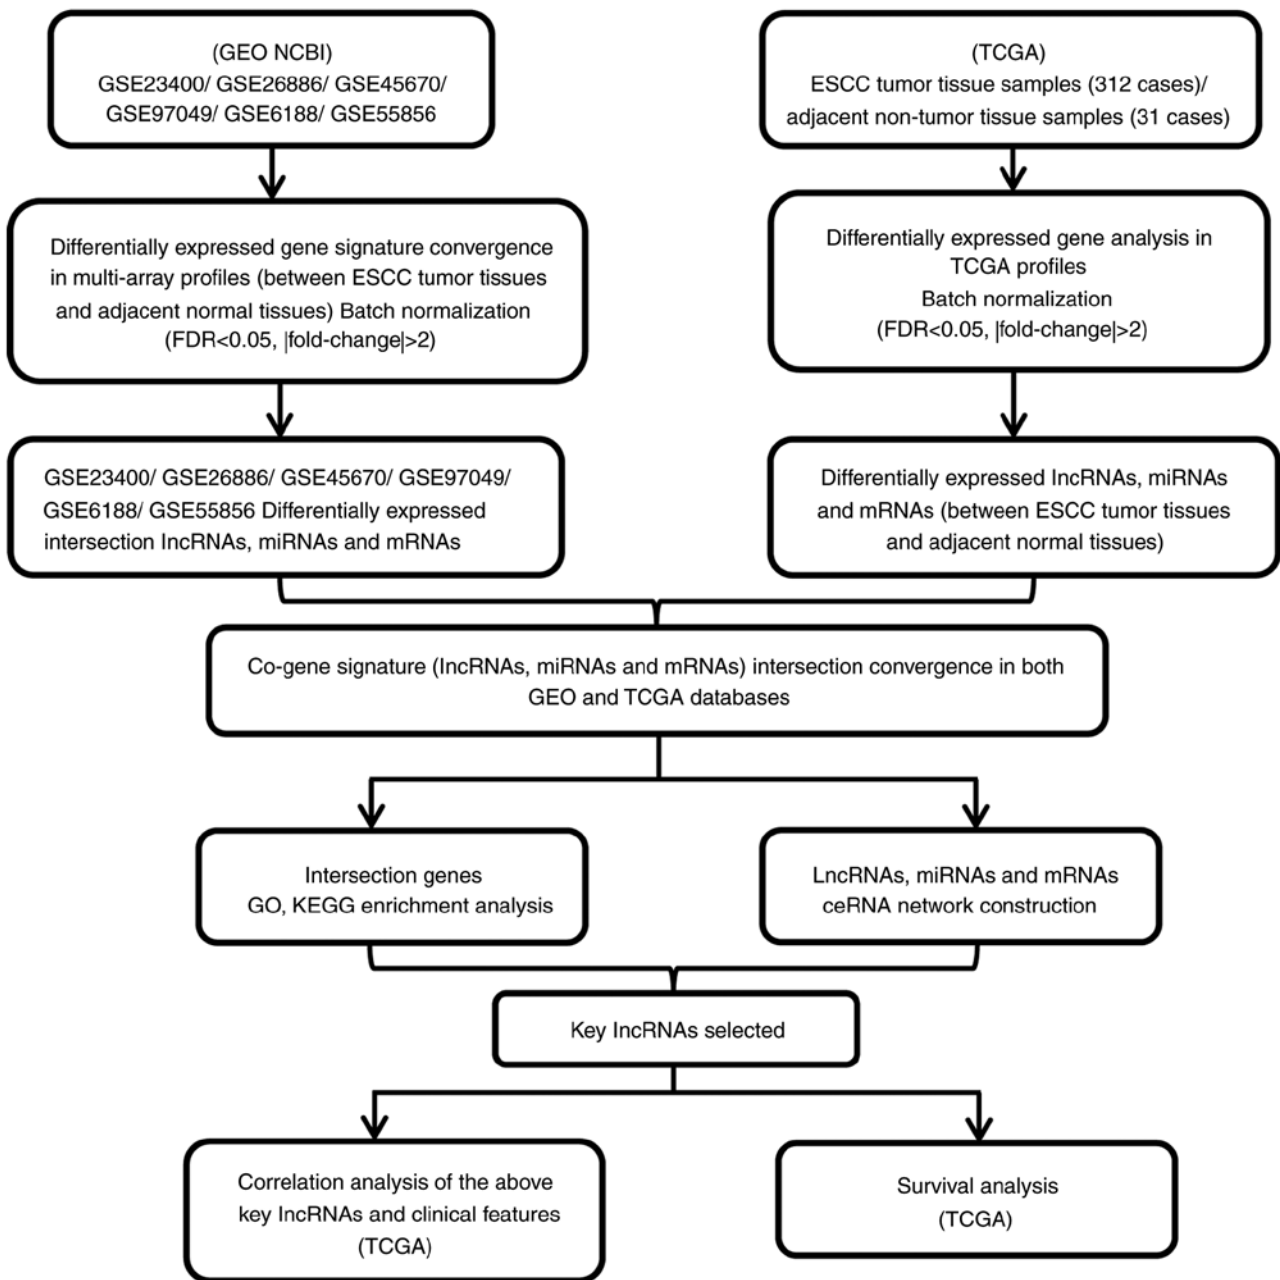 (GEO NCBI)
GSE23400/ GSE26886/ GSE45670/
GSE97049/ GSE6188/ GSE55856
(TCGA)
ESCC tumor tissue samples (312 cases)/
adjacent non-tumor tissue samples (31 cases)
Differentially expressed gene signature convergence
in multi-array profiles (between ESCC tumor tissues
and adjacent normal tissues) Batch normalization
(FDR<0.05, |fold-change|>2)
Differentially expressed gene analysis in
TCGA profiles
Batch normalization
(FDR<0.05, |fold-change|>2)
GSE23400/ GSE26886/ GSE45670/ GSE97049/
GSE6188/ GSE55856 Differentially expressed
intersection lncRNAs, miRNAs and mRNAs
Differentially expressed lncRNAs, miRNAs
and mRNAs (between ESCC tumor tissues
and adjacent normal tissues)
Co-gene signature (lncRNAs, miRNAs and mRNAs) intersection convergence in both
GEO and TCGA databases
Intersection genes
GO, KEGG enrichment analysis
LncRNAs, miRNAs and mRNAs
ceRNA network construction
Key lncRNAs selected
Correlation analysis of the above
key lncRNAs and clinical features
(TCGA)
Survival analysis
(TCGA)